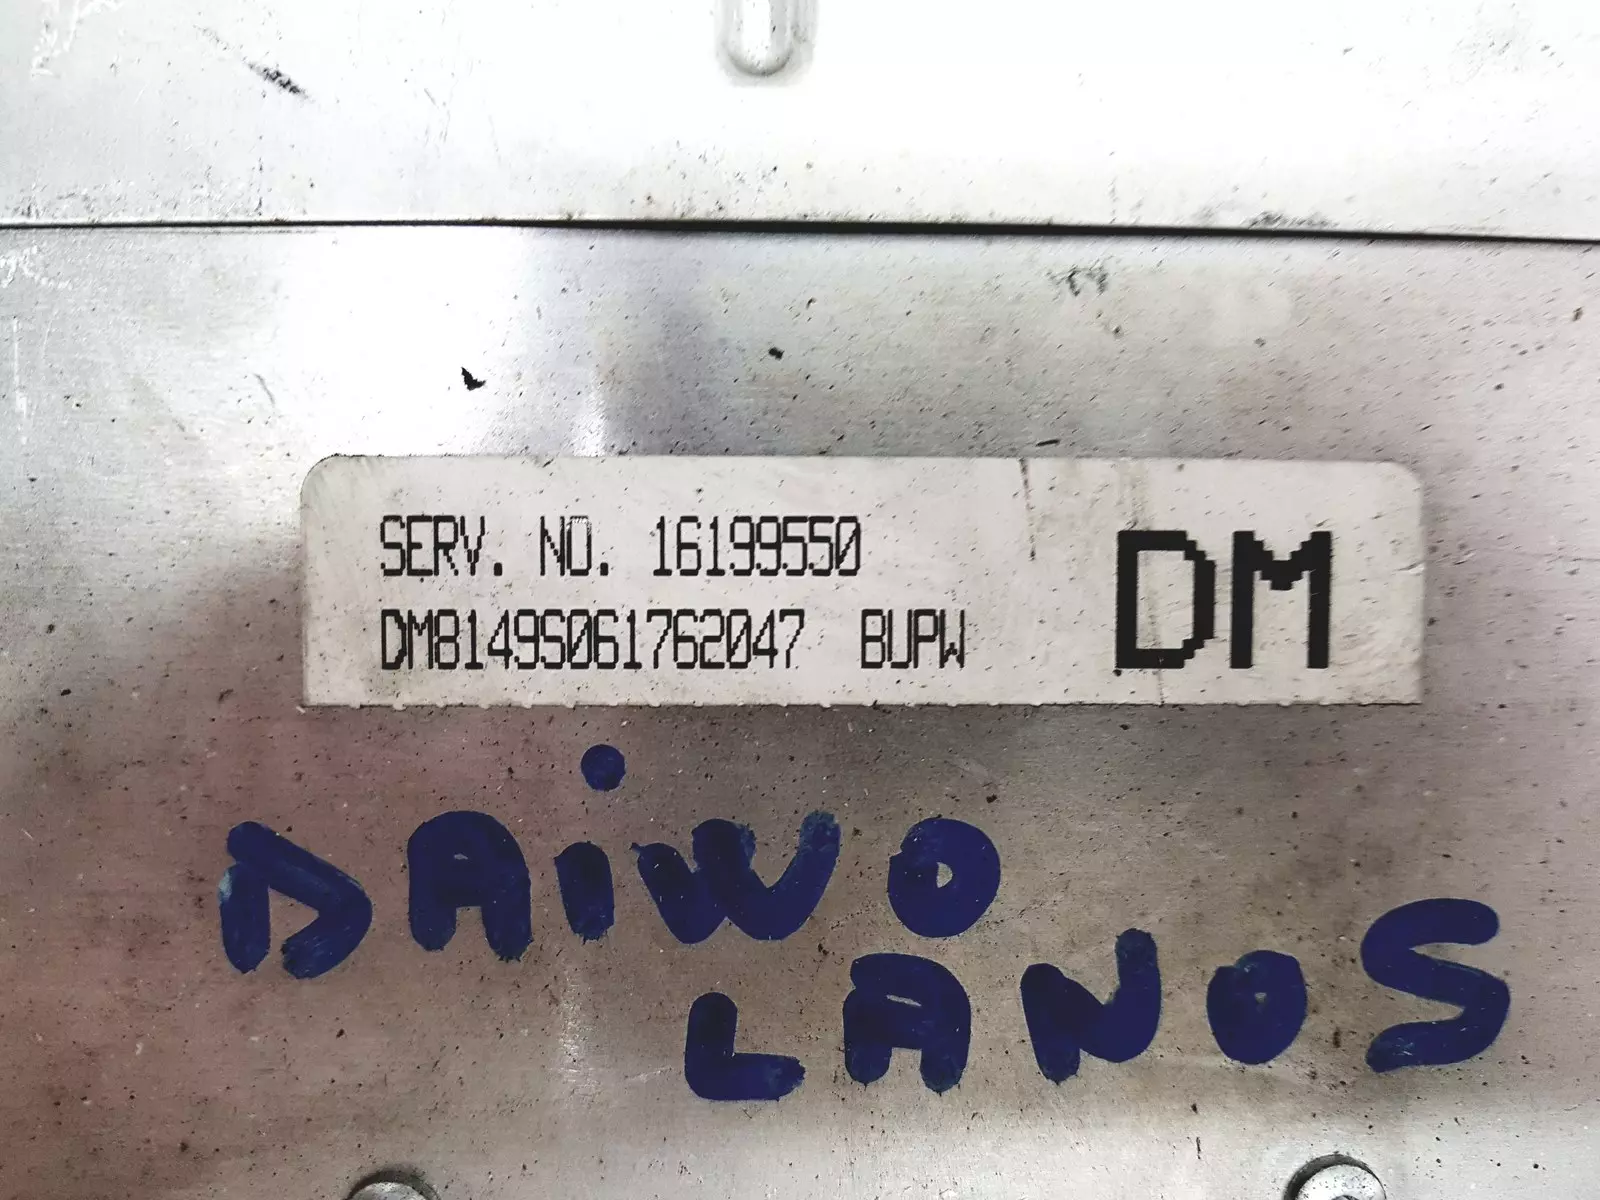 SERV. NO. 16199550
DM8149S061762047 BUPW
DM
DAiWO
LANOS